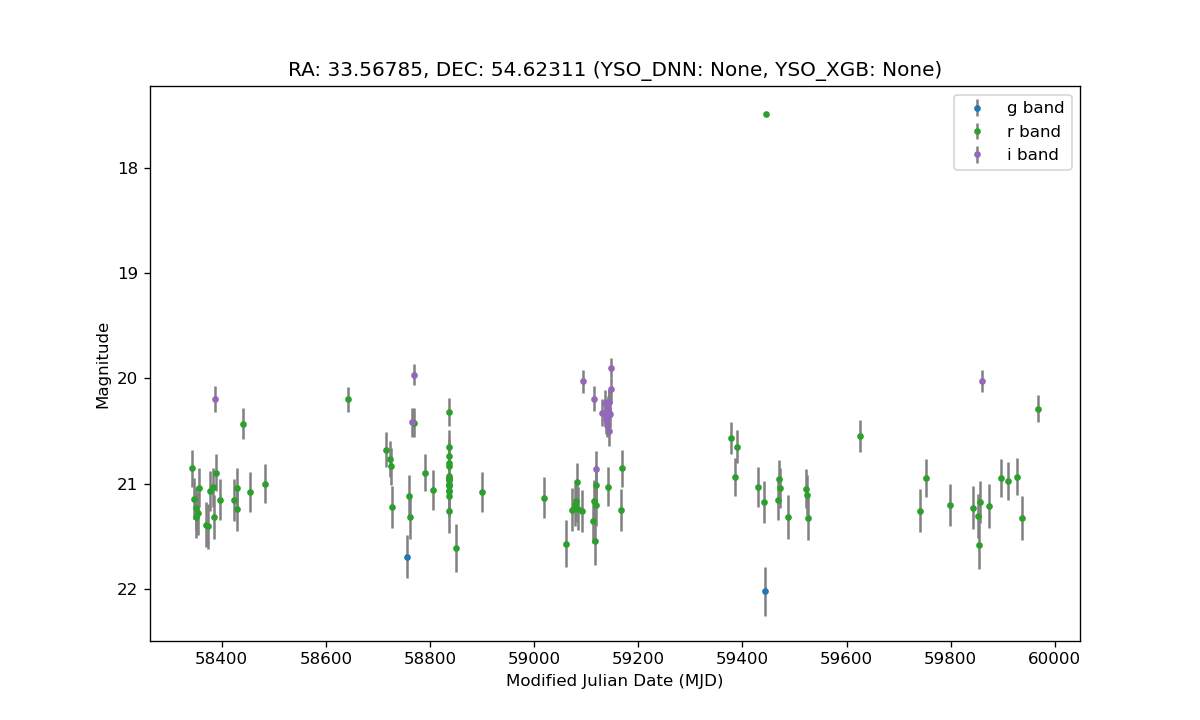 RA: 33.56785, DEC: 54.62311 (YSO_DNN: None, YSO_XGB: None)
g band
r band
i band
18
19
20
21
22
Magnitude
58400 58600 58800 59000 59200 59400 59600 59800 60000
Modified Julian Date (MJD)